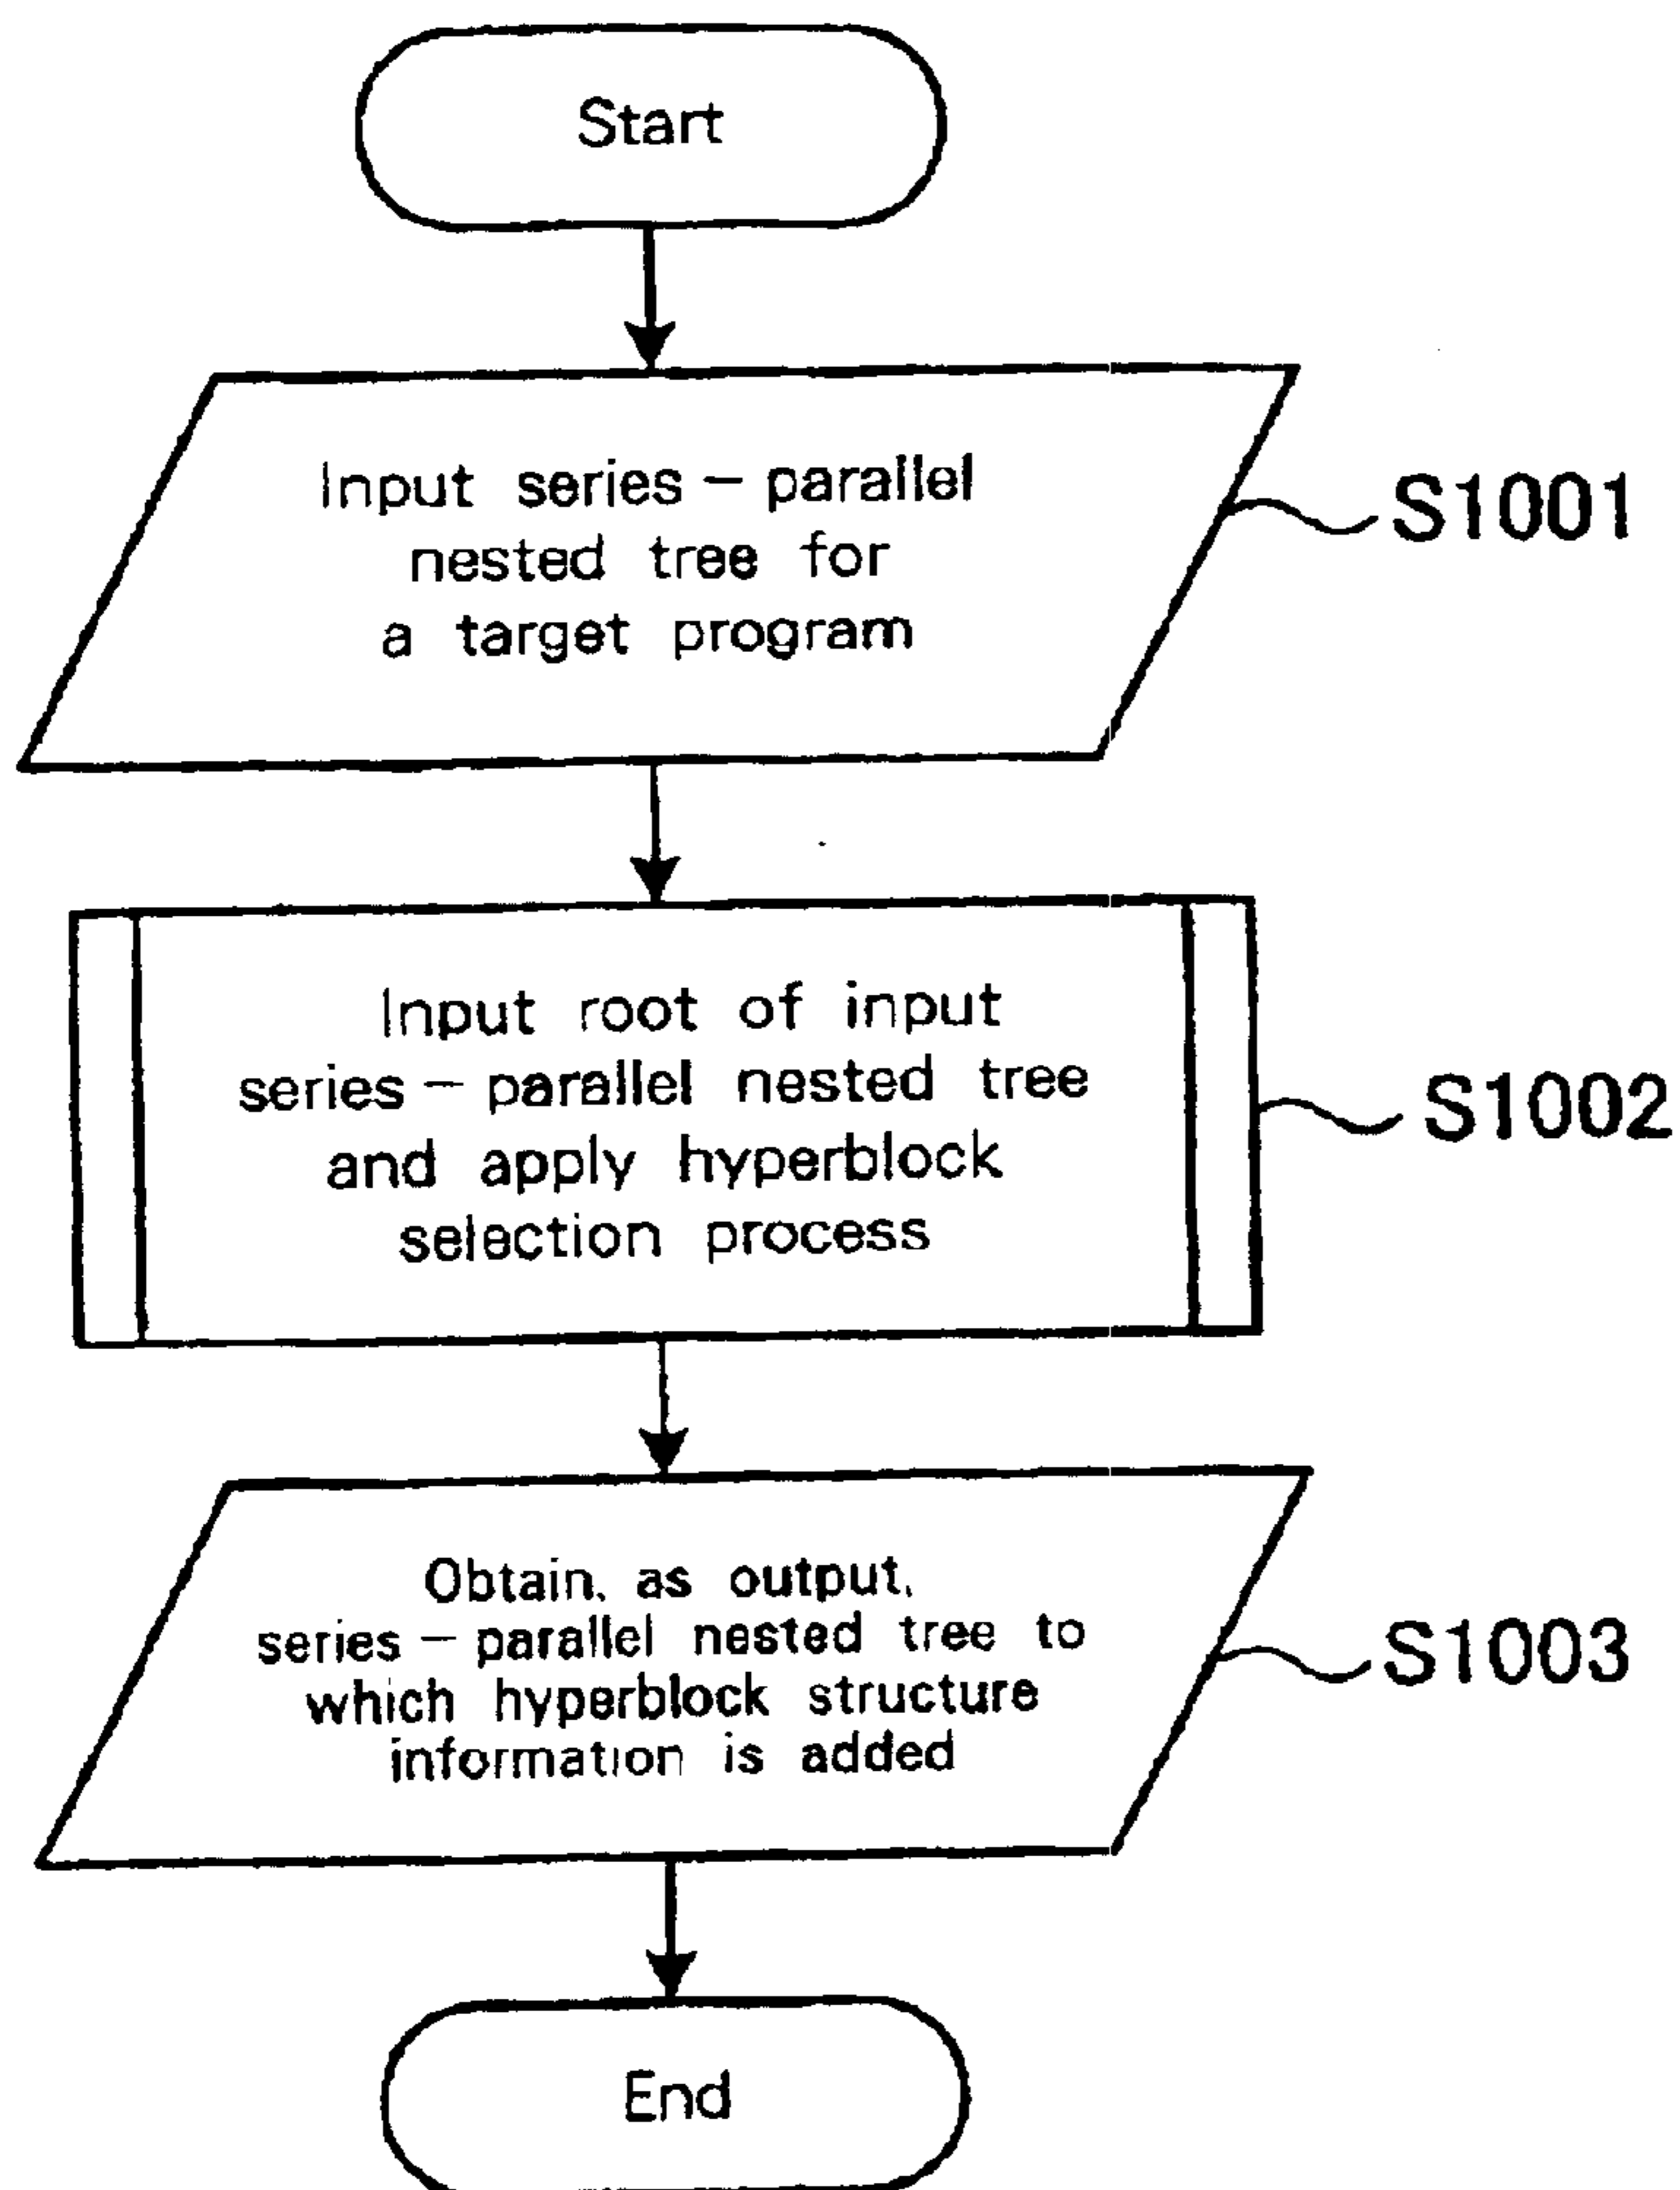 Start
Input series – parallel
nested tree for
a target program
S1001
Input root of input
series – parallel nested tree
and apply hyperblock
selection process
S1002
Obtain, as output,
series – parallel nested tree to
which hyperblock structure
information is added
S1003
End